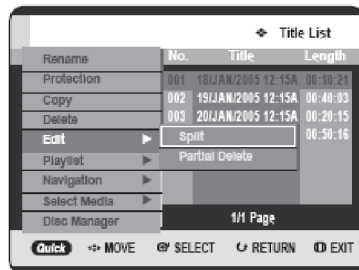 Title List
No. Title Length
Rename
Protection
001 18/JAN/2005 12:15A 00:10:21
Copy
002 19/JAN/2005 12:15A 00:40:03
Delete
003 20/JAN/2005 12:15A 00:20:15
Edit
Split
00:50:16
Playlist
Partial Delete
Navigation
Select Media
Disc Manager
1/1 Page
Quick MOVE SELECT RETURN EXIT